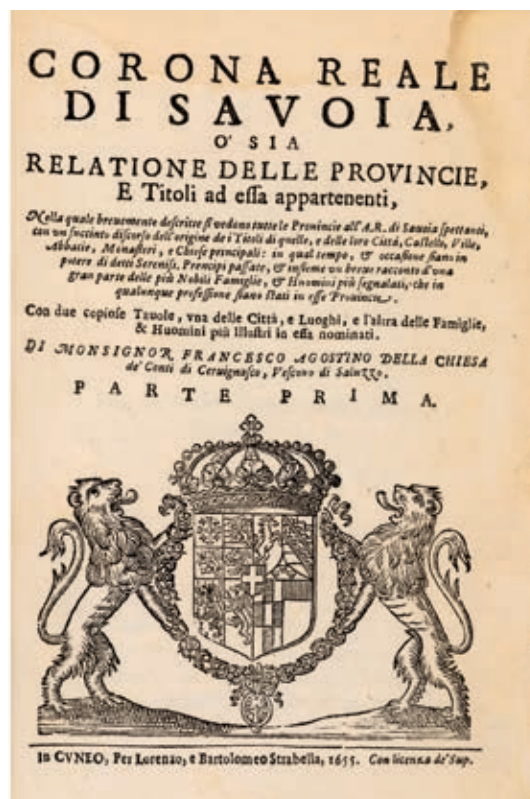 CORONA REALE
DI SAVOIA,
O' SIA
RELATIONE DELLE PROVINCIE,
E Titoli ad essa appartenenti,
Nella quale breuemente descritte si vedono tutte le Prouincie all'A.R. di Sauoia spettanti,
con un succinto discorso dell'origine de i Titoli di quelle, e delle loro Città, Castella, Ville,
Abbatie, Monasteri, e Chiese principali: in qual tempo, & occasione siano in
potere di detti Sereniss. Prencipi passate, & insieme vn breue racconto d'vna
gran parte delle più Nobili Famiglie, & Huomini più segnalati, che in
qualunque professione siano stati in esse Prouincie.
Con due copiose Tauole, vna delle Città, e Luoghi, e l'altra delle Famiglie,
& Huomini più Illustri in essa nominati.
DI MONSIGNOR FRANCESCO AGOSTINO DELLA CHIESA
de' Conti di Ceruignasco, Vescouo di Saluzzo.
PARTE PRIMA.
In CVNEO, Per Lorenzo, e Bartolomeo Strabella, 1655. Con licenza de' Sup.